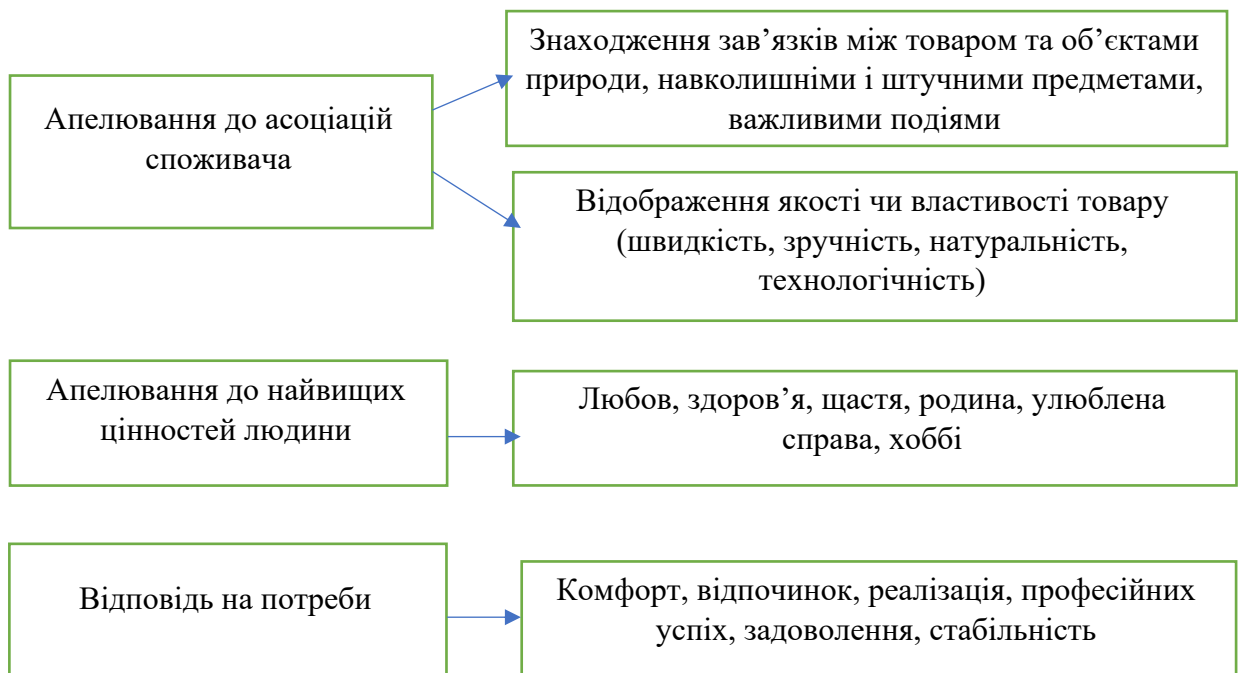 Знаходження зав’язків між товаром та об’єктами
природи, навколишніми і штучними предметами,
важливими подіями
Апелювання до асоціацій
споживача
Відображення якості чи властивості товару
(швидкість, зручність, натуральність,
технологічність)
Апелювання до найвищих
цінностей людини
Любов, здоров’я, щастя, родина, улюблена
справа, хоббі
Відповідь на потреби
Комфорт, відпочинок, реалізація, професійних
успіх, задоволення, стабільність